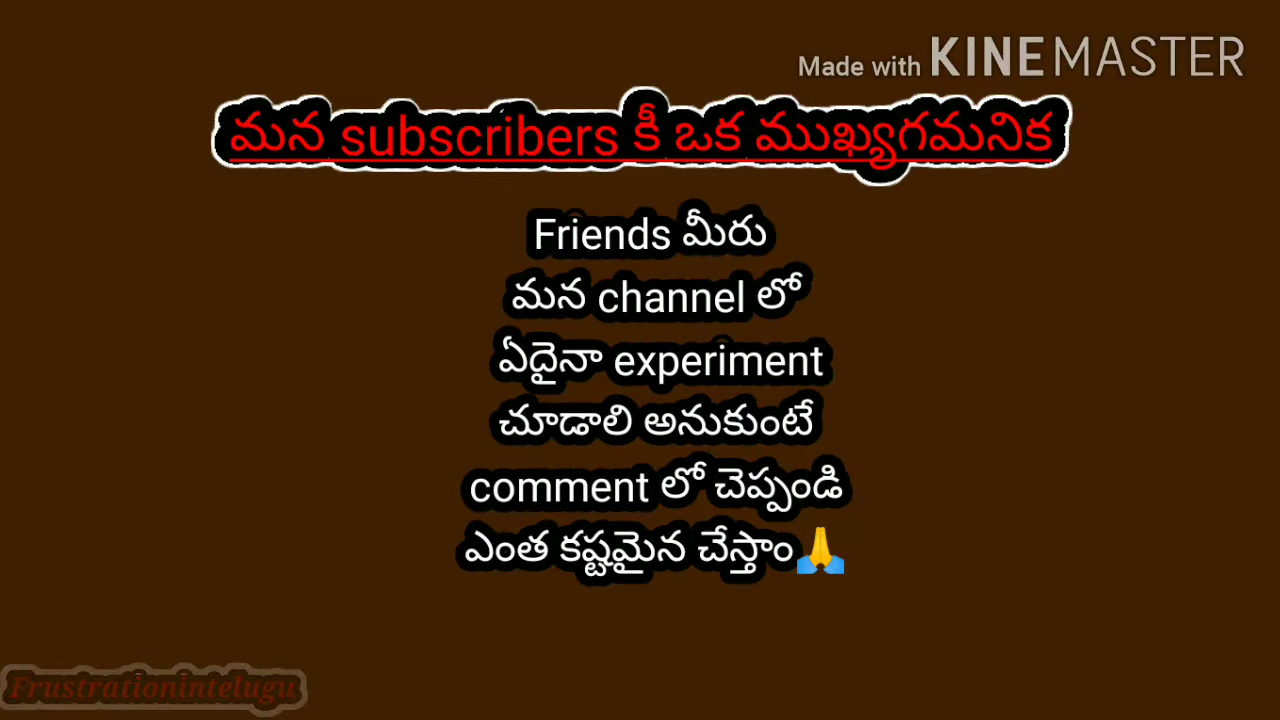 Made with KINEMASTER
మన subscribers కీ ఒక ముఖ్యగమనిక
Friends మీరు
మన channel లో
ఏదైనా experiment
చూడాలి అనుకుంటే
comment లో చెప్పండి
ఎంత కష్టమైన చేస్తాం🙏
Frustrationintelugu